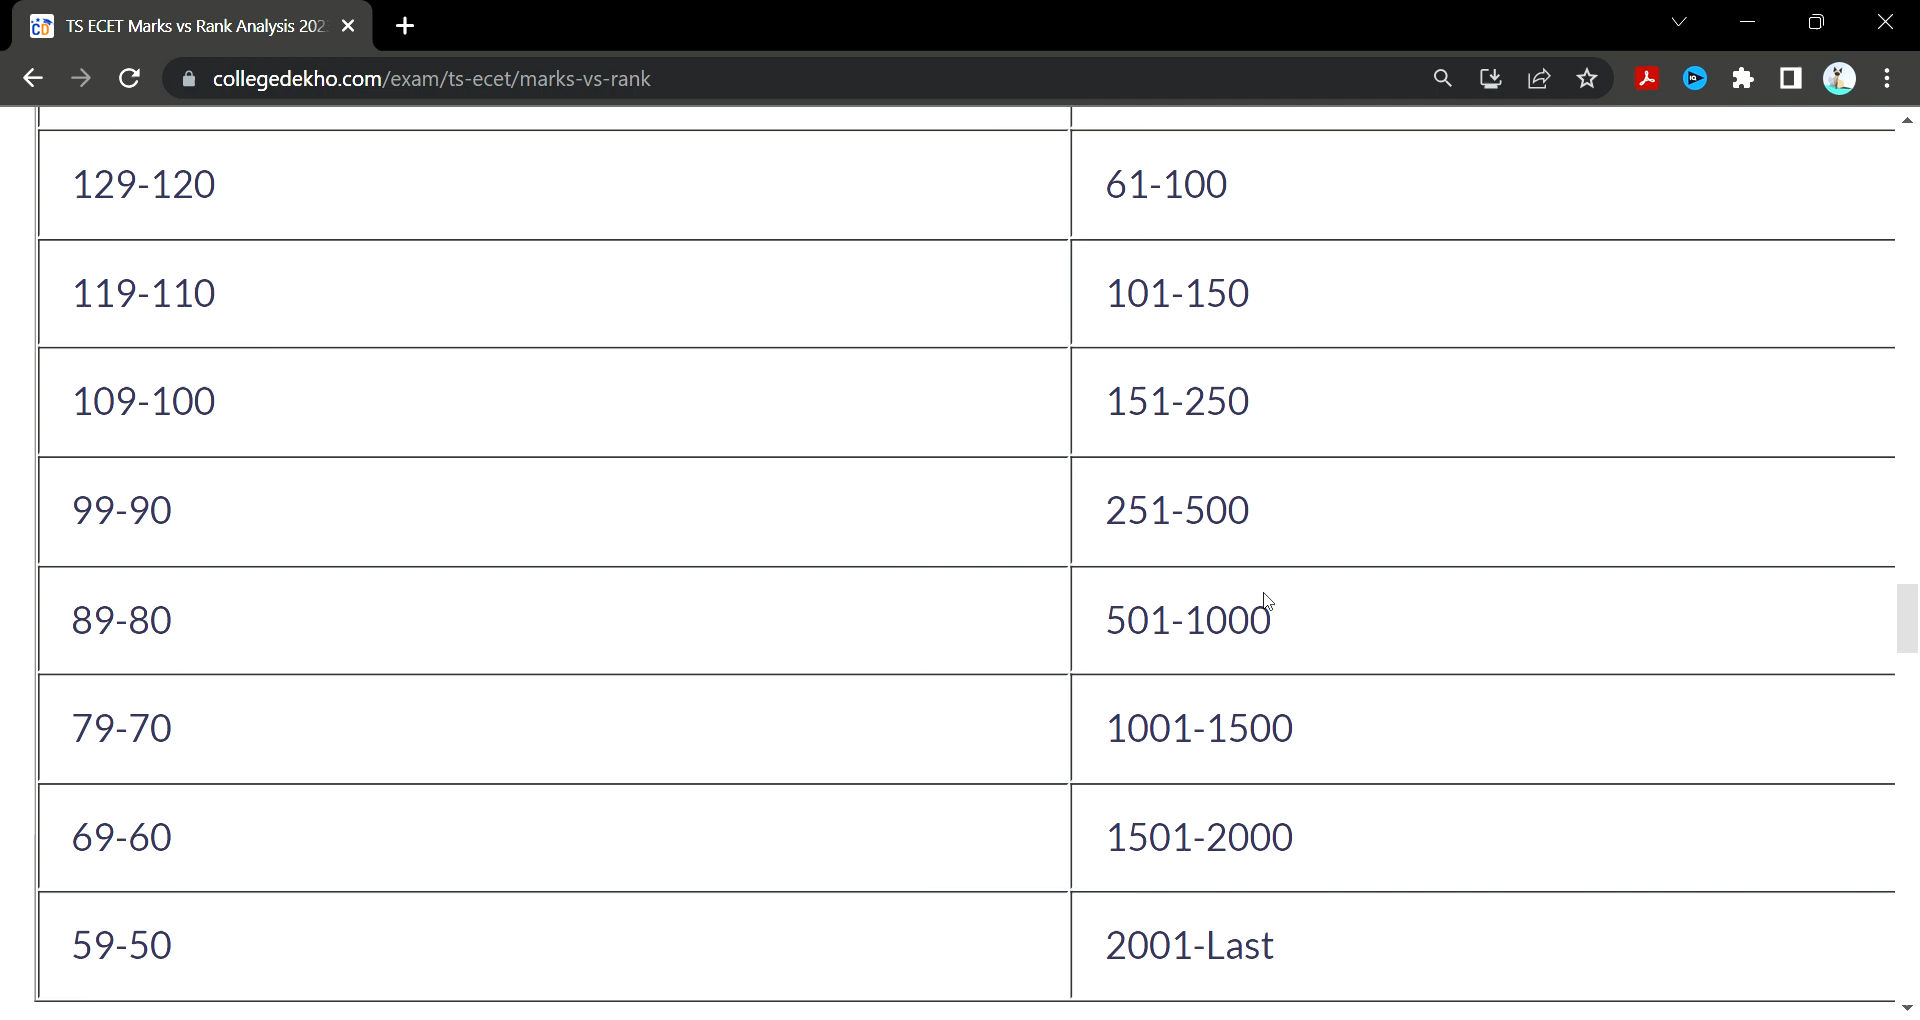 TS ECET Marks vs Rank Analysis 202
collegedekho.com/exam/ts-ecet/marks-vs-rank
129-120 61-100
119-110 101-150
109-100 151-250
99-90 251-500
89-80 501-1000
79-70 1001-1500
69-60 1501-2000
59-50 2001-Last